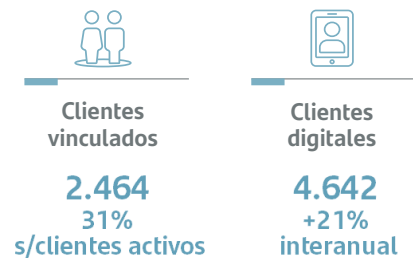 Clientes
vinculados
2.464
31%
s/clientes activos
Clientes
digitales
4.642
+21%
interanual